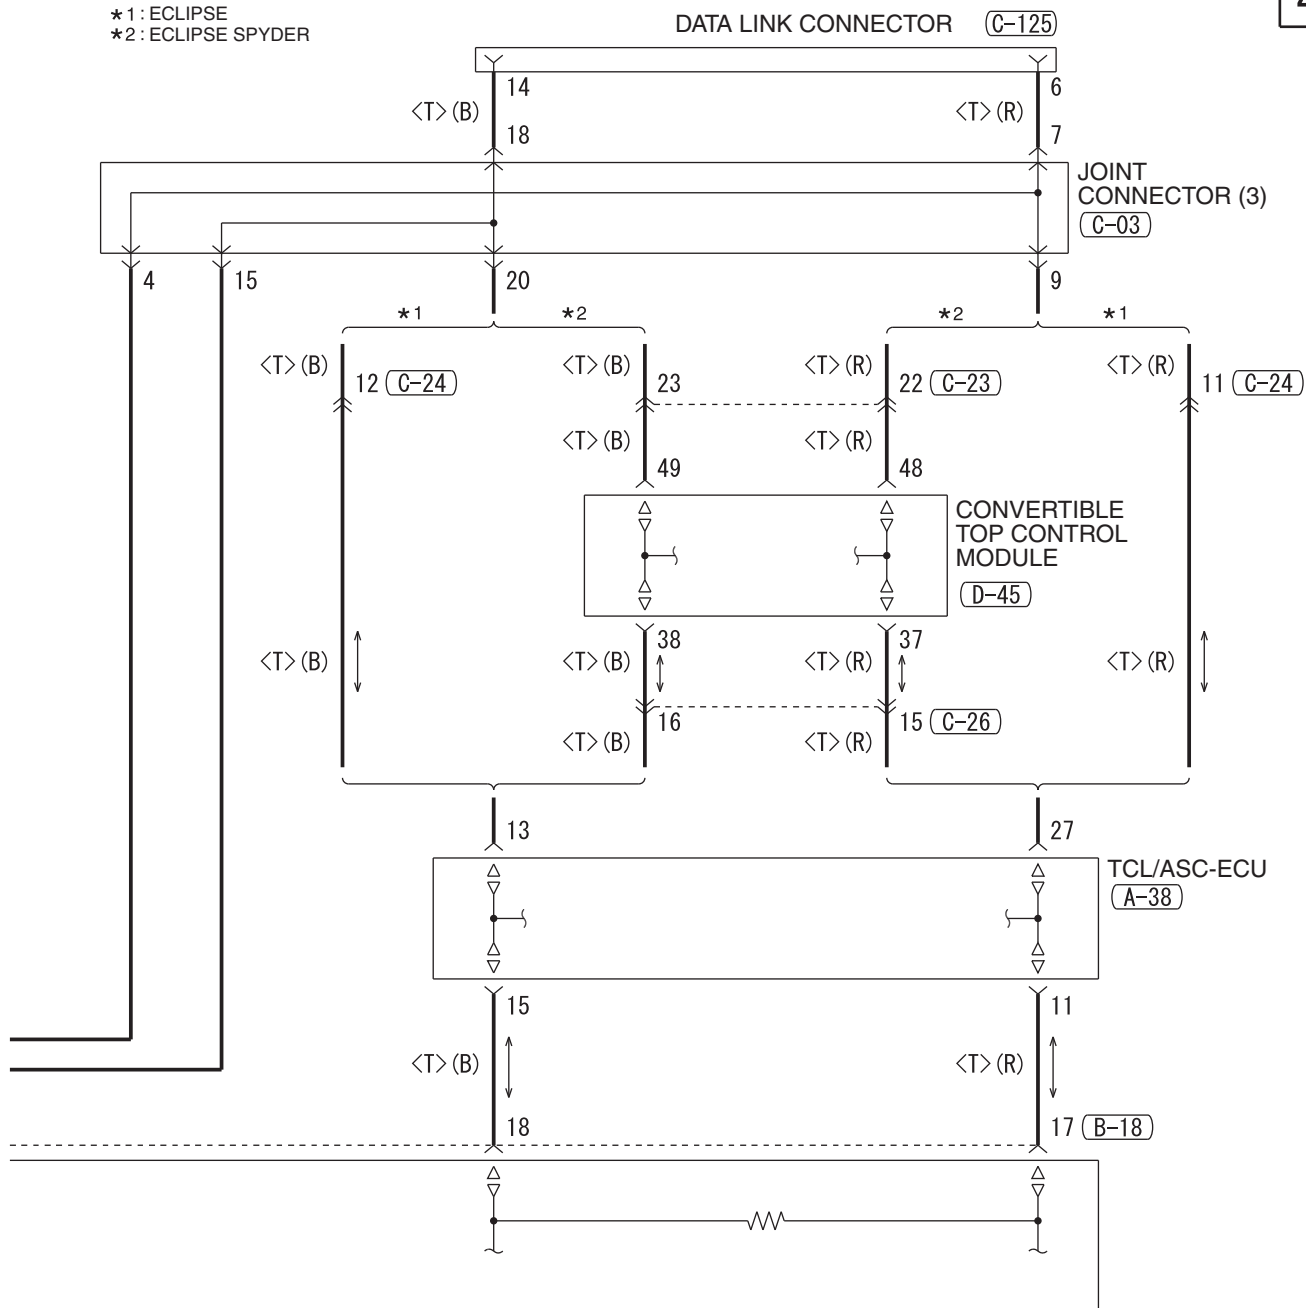 ★1 : ECLIPSE
★2 : ECLIPSE SPYDER
DATA LINK CONNECTOR (C-125)
14
6
<T> (B)
<T> (R)
18
7
JOINT
CONNECTOR (3)
(C-03)
4
15
20
9
★1
★2
★2
★1
<T> (B)
<T> (B)
<T> (R)
<T> (R)
12 (C-24)
23
22 (C-23)
11 (C-24)
<T> (B)
<T> (R)
49
48
CONVERTIBLE
TOP CONTROL
MODULE
(D-45)
38
37
<T> (B)
<T> (B)
<T> (R)
<T> (R)
16
15 (C-26)
<T> (B)
<T> (R)
13
27
TCL/ASC-ECU
(A-38)
15
11
<T> (B)
<T> (R)
18
17 (B-18)